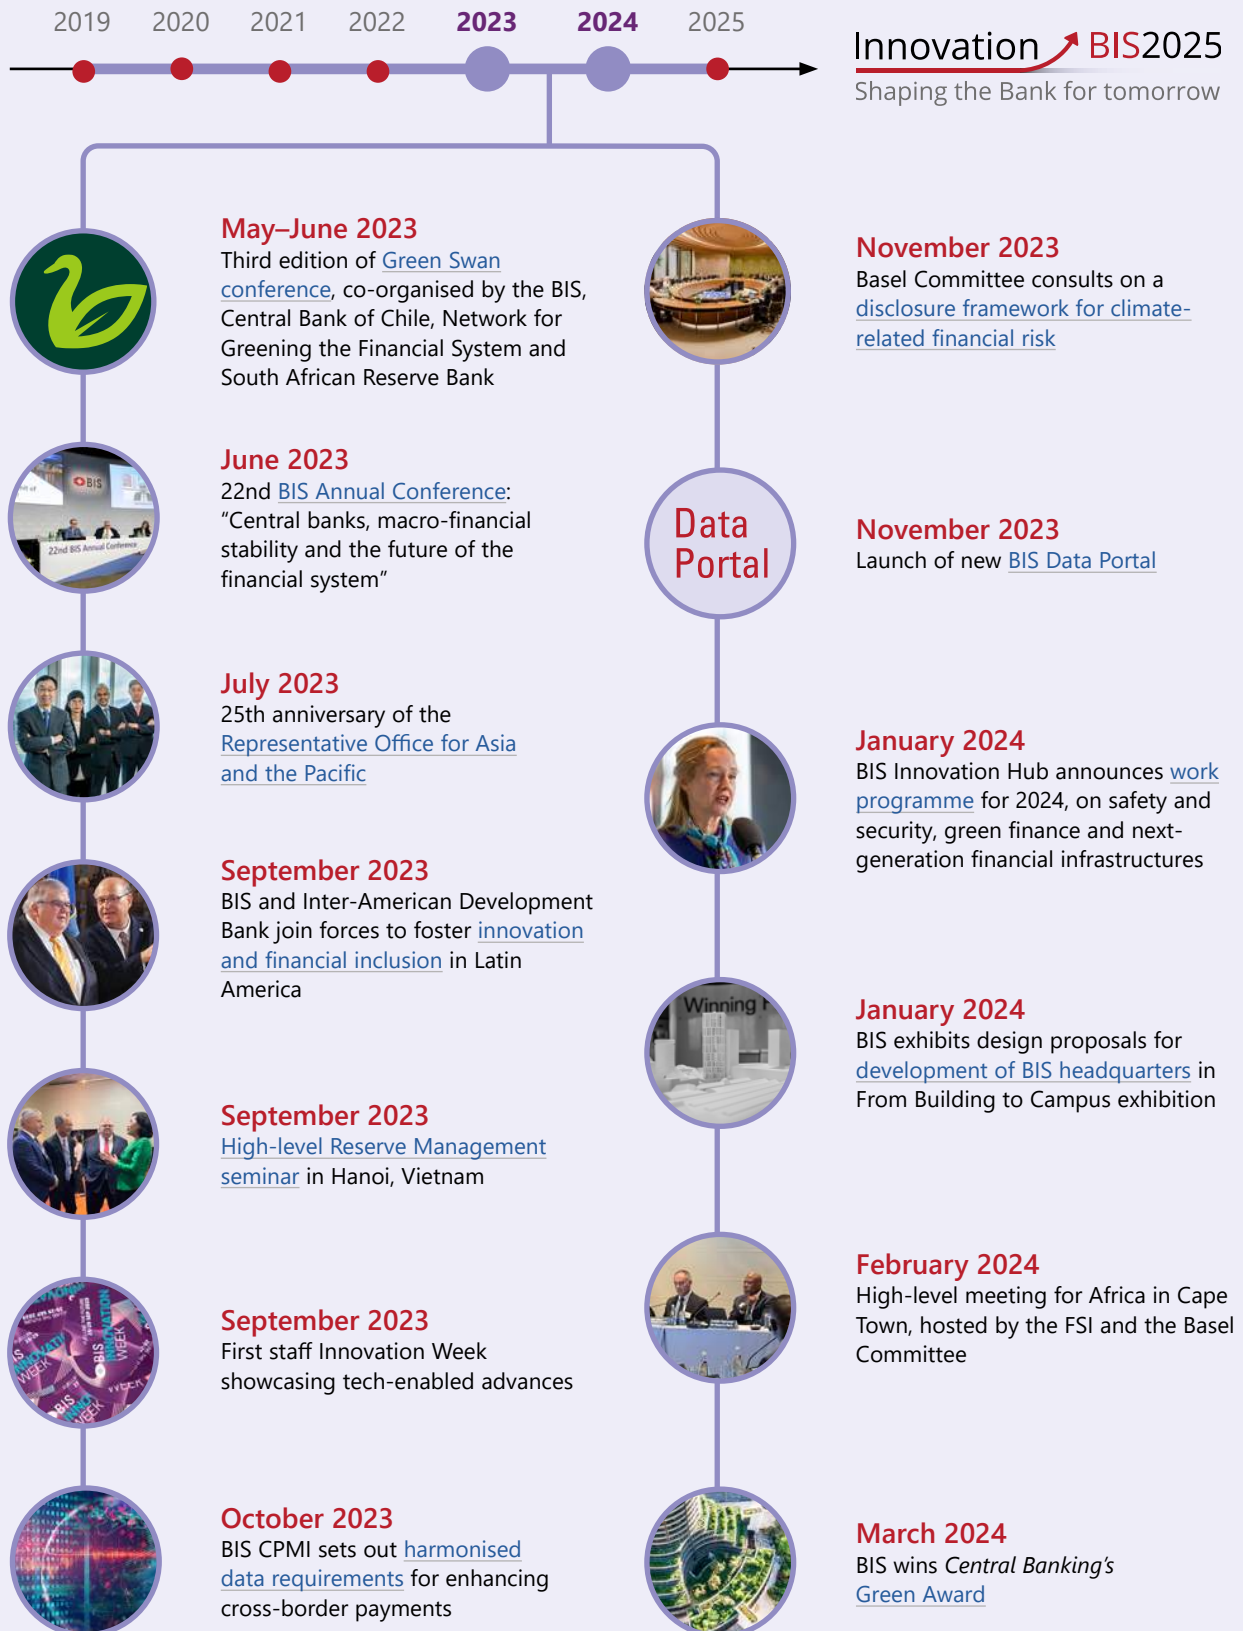 2019 2020 2021 2022 2023 2024 2025
Innovation BIS2025
Shaping the Bank for tomorrow
May–June 2023
Third edition of Green Swan
conference, co-organised by the BIS,
Central Bank of Chile, Network for
Greening the Financial System and
South African Reserve Bank
BIS
22nd BIS Annual Conference
June 2023
22nd BIS Annual Conference:
“Central banks, macro-financial
stability and the future of the
financial system”
July 2023
25th anniversary of the
Representative Office for Asia
and the Pacific
September 2023
BIS and Inter-American Development
Bank join forces to foster innovation
and financial inclusion in Latin
America
September 2023
High-level Reserve Management
seminar in Hanoi, Vietnam
BIS
INNOVATION
WEEK
September 2023
First staff Innovation Week
showcasing tech-enabled advances
October 2023
BIS CPMI sets out harmonised
data requirements for enhancing
cross-border payments
November 2023
Basel Committee consults on a
disclosure framework for climate-
related financial risk
Data
Portal
November 2023
Launch of new BIS Data Portal
January 2024
BIS Innovation Hub announces work
programme for 2024, on safety and
security, green finance and next-
generation financial infrastructures
Winning
January 2024
BIS exhibits design proposals for
development of BIS headquarters in
From Building to Campus exhibition
February 2024
High-level meeting for Africa in Cape
Town, hosted by the FSI and the Basel
Committee
March 2024
BIS wins Central Banking’s
Green Award